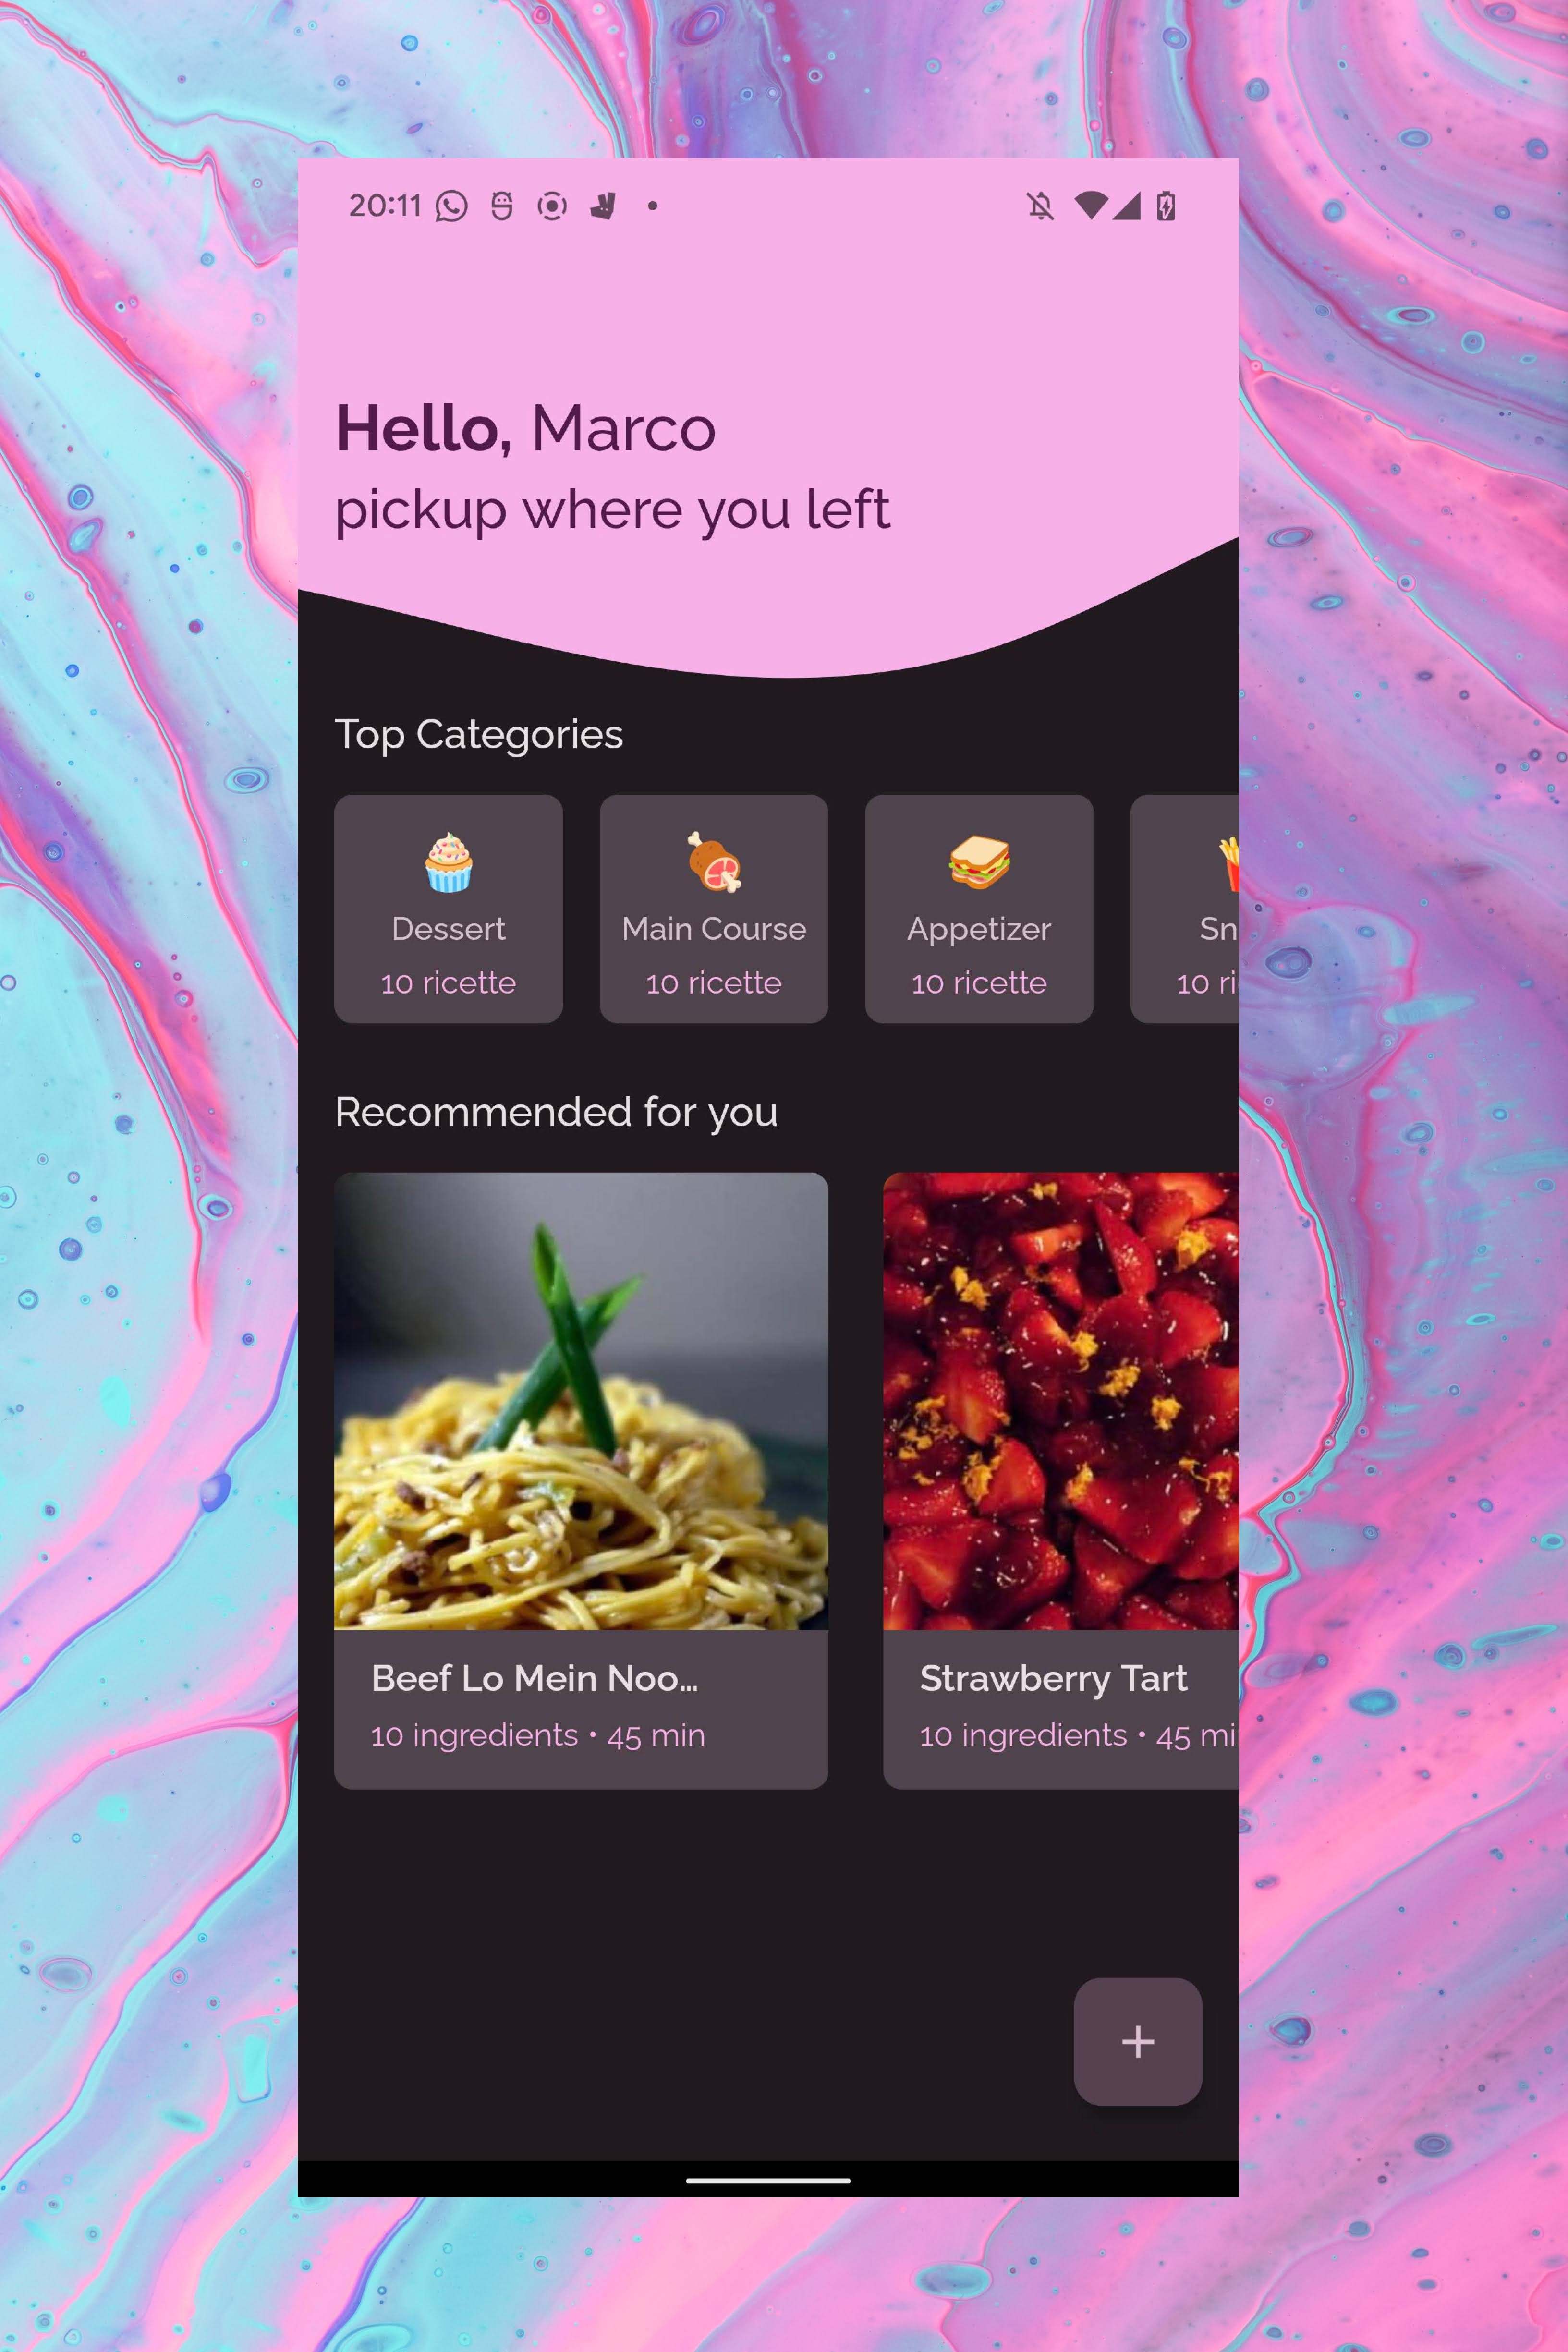 20:11
Hello, Marco
pickup where you left
Top Categories
Dessert
10 ricette
Main Course
10 ricette
Appetizer
10 ricette
Sn
10 ri
Recommended for you
Beef Lo Mein Noo...
10 ingredients • 45 min
Strawberry Tart
10 ingredients • 45 mi